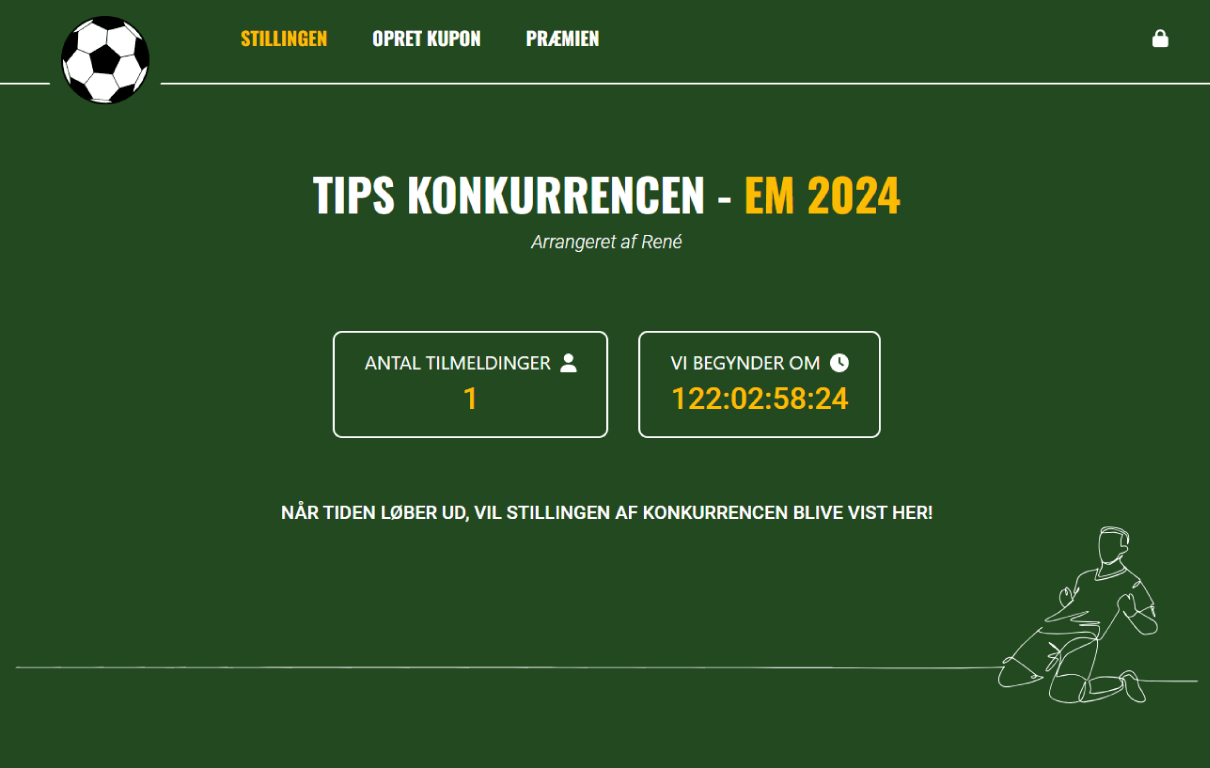 STILLINGEN OPRET KUPON PRÆMIEN
TIPS KONKURRENCEN - EM 2024
Arrangeret af René
ANTAL TILMELDINGER
1
VI BEGYNDER OM
122:02:58:24
NÅR TIDEN LØBER UD, VIL STILLINGEN AF KONKURRENCEN BLIVE VIST HER!